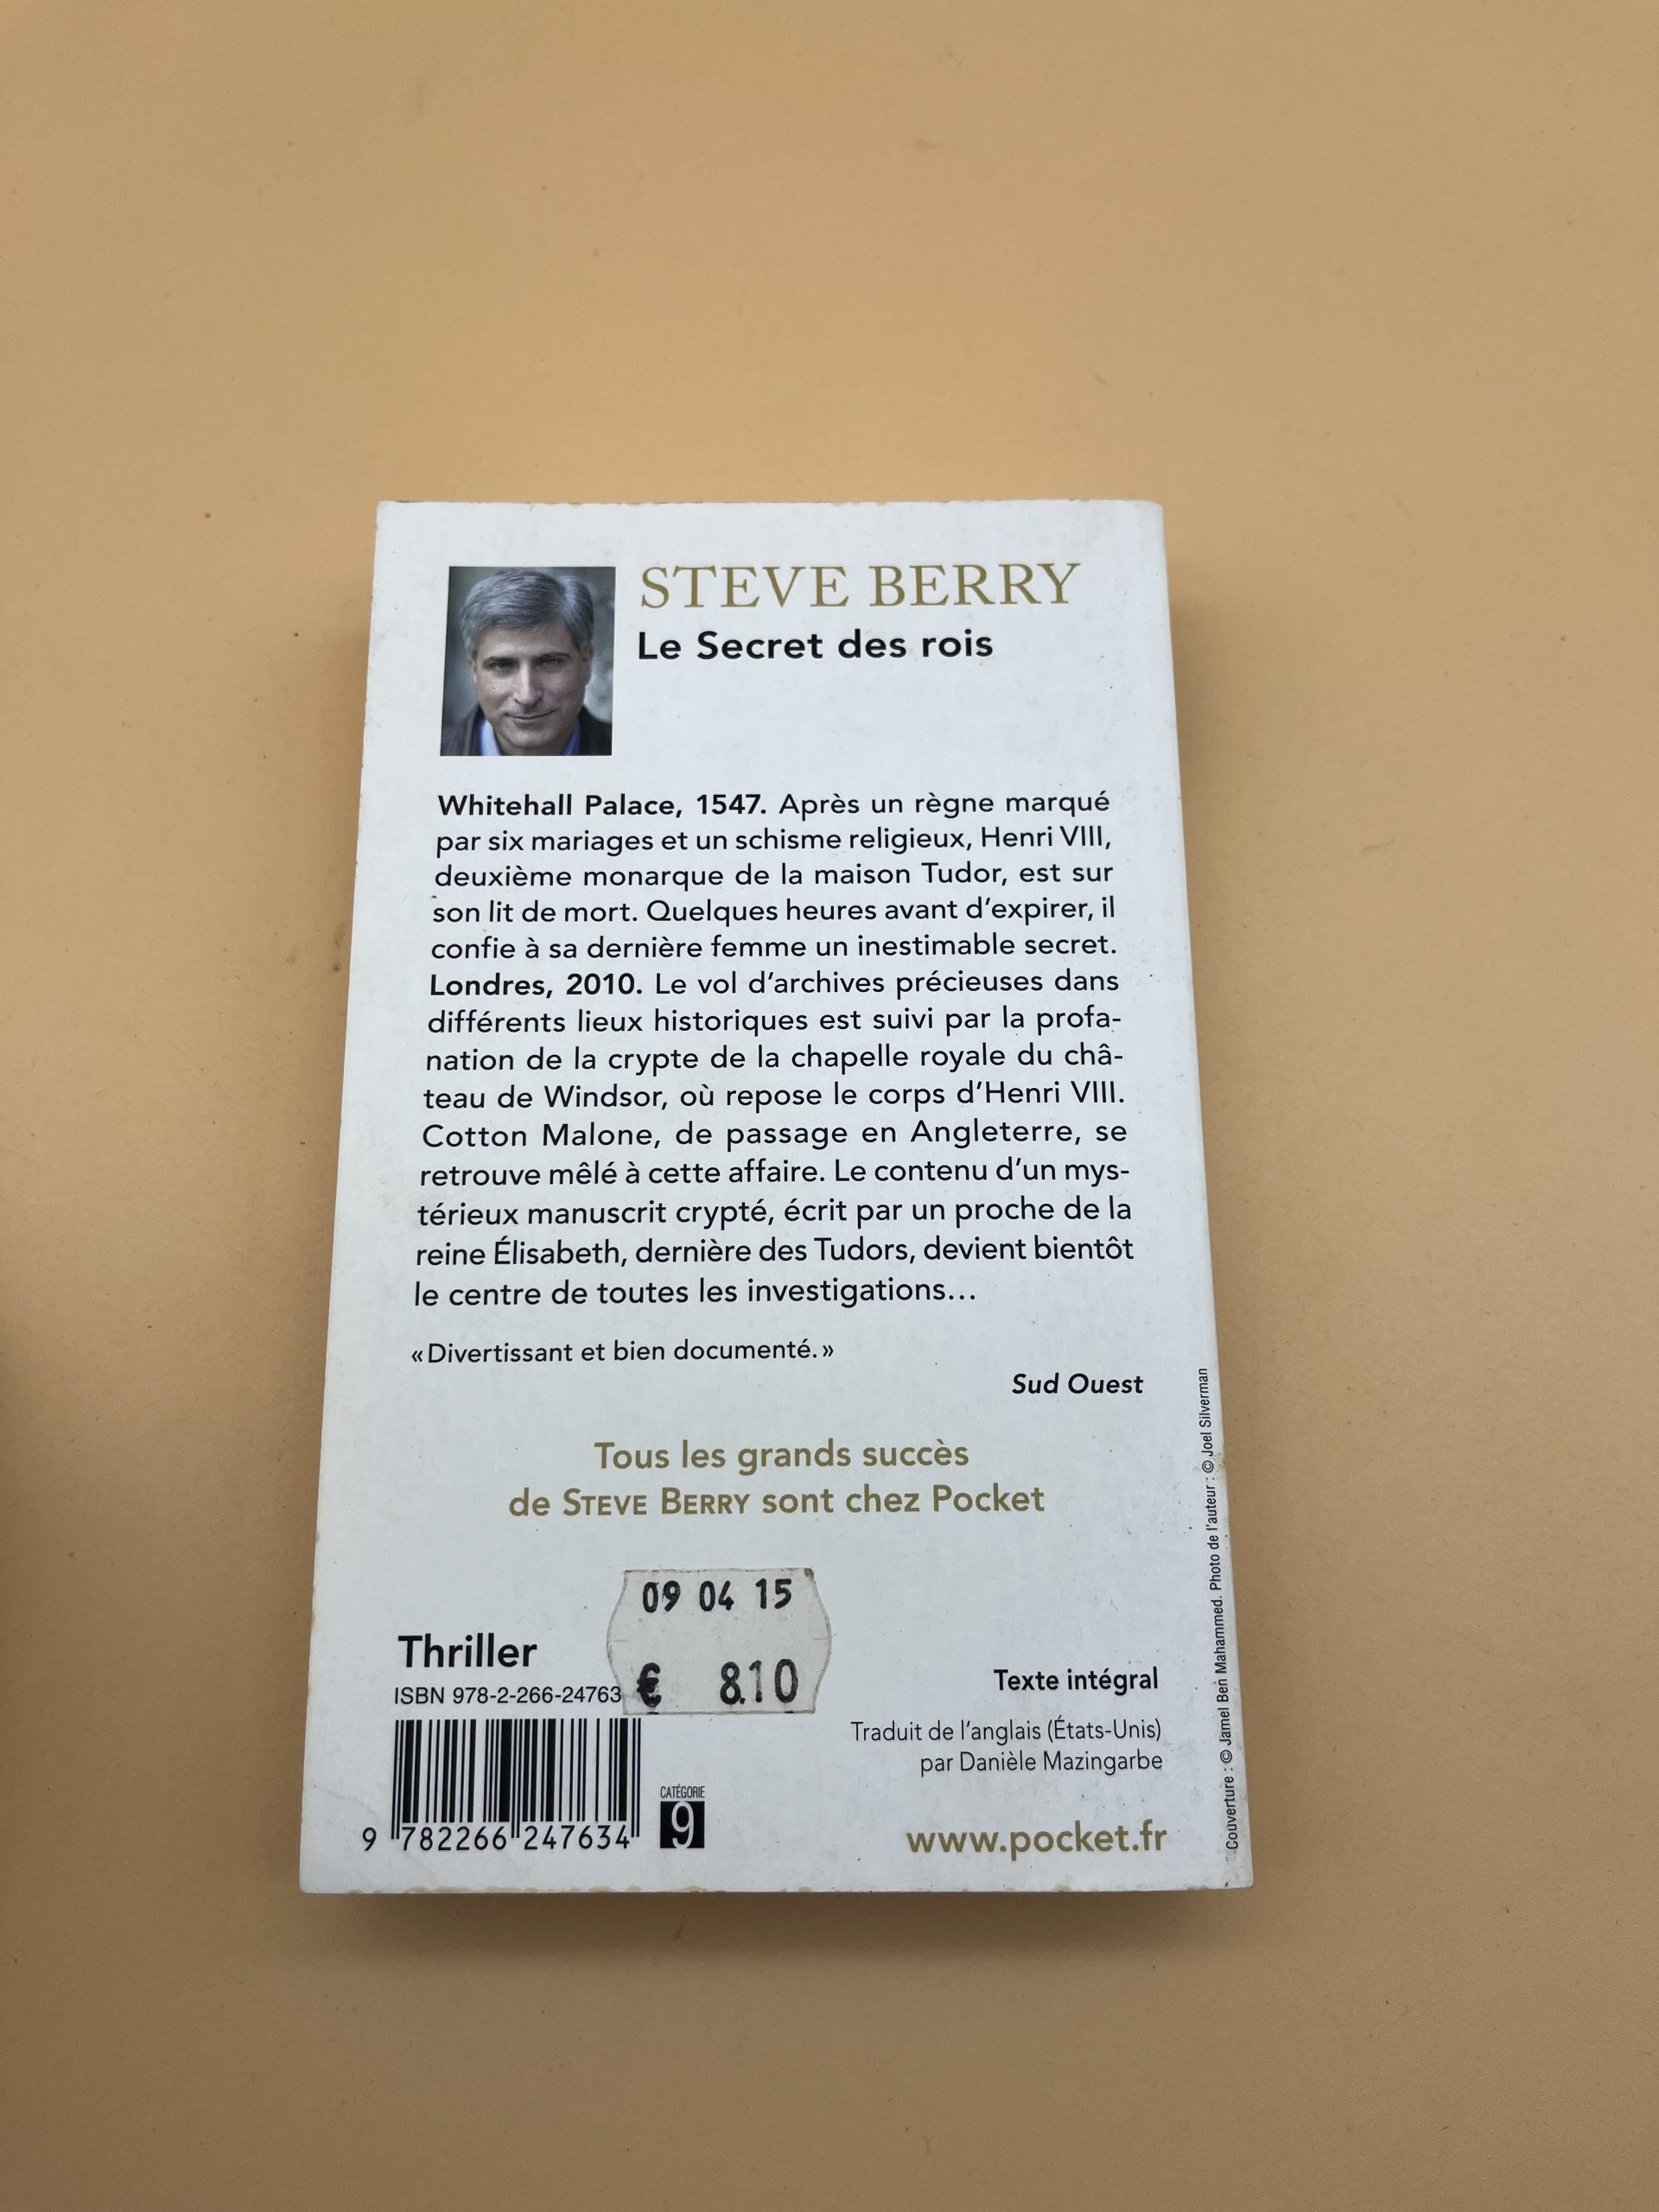 STEVE BERRY
Le Secret des rois
Whitehall Palace, 1547. Après un règne marqué
par six mariages et un schisme religieux, Henri VIII,
deuxième monarque de la maison Tudor, est sur
son lit de mort. Quelques heures avant d'expirer, il
confie à sa dernière femme un inestimable secret.
Londres, 2010. Le vol d'archives précieuses dans
différents lieux historiques est suivi par la profa-
nation de la crypte de la chapelle royale du châ-
teau de Windsor, où repose le corps d'Henri VIII.
Cotton Malone, de passage en Angleterre, se
retrouve mêlé à cette affaire. Le contenu d'un mys-
térieux manuscrit crypté, écrit par un proche de la
reine Élisabeth, dernière des Tudors, devient bientôt
le centre de toutes les investigations...
« Divertissant et bien documenté. »
Sud Ouest
Tous les grands succès
de STEVE BERRY sont chez Pocket
09 04 15
€ 8.10
Thriller
ISBN 978-2-266-24763
9 782266 247634
CATÉGORIE
9
Texte intégral
Traduit de l'anglais (États-Unis)
par Danièle Mazingarbe
www.pocket.fr
Couverture : © Jamel Ben Mahammed. Photo de l'auteur : © Joel Silverman